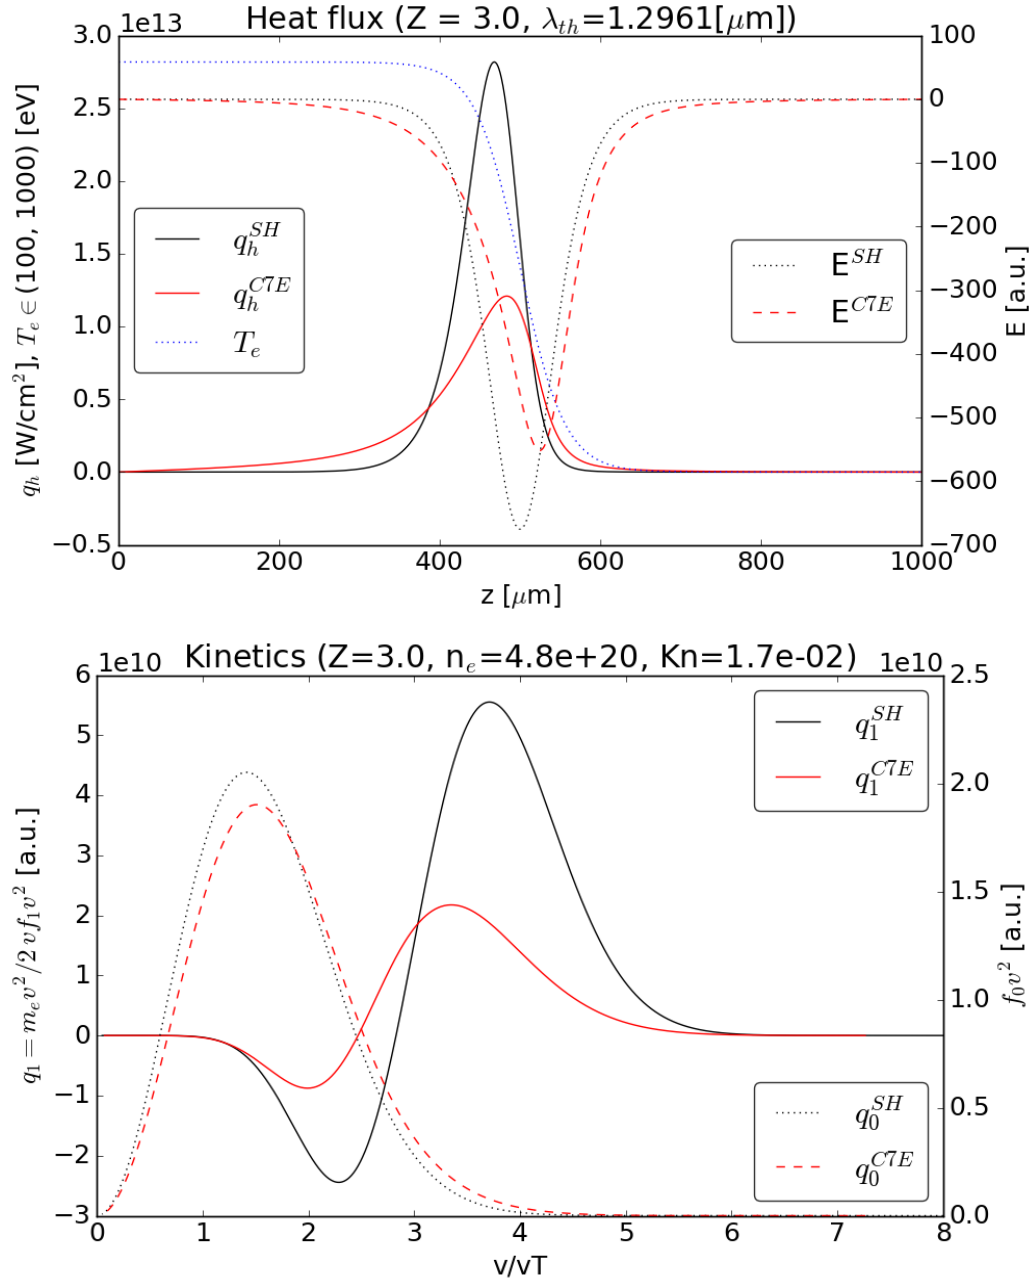 Heat flux (Z = 3.0, λ_th=1.2961[μm])
1e13
q_h [W/cm²], T_e ∈ (100, 1000) [eV]
3.0
2.5
2.0
1.5
1.0
0.5
0.0
−0.5
q_h^SH
q_h^C7E
T_e
E^SH
E^C7E
100
0
−100
−200
−300
−400
−500
−600
−700
E [a.u.]
0 200 400 600 800 1000
z [μm]
Kinetics (Z=3.0, n_e=4.8e+20, Kn=1.7e-02)
1e10
1e10
q_1 = m_e v²/2 v f_1 v² [a.u.]
6
5
4
3
2
1
0
−1
−2
−3
q_1^SH
q_1^C7E
q_0^SH
q_0^C7E
2.5
2.0
1.5
1.0
0.5
0.0
f_0 v² [a.u.]
0 1 2 3 4 5 6 7 8
v/vT